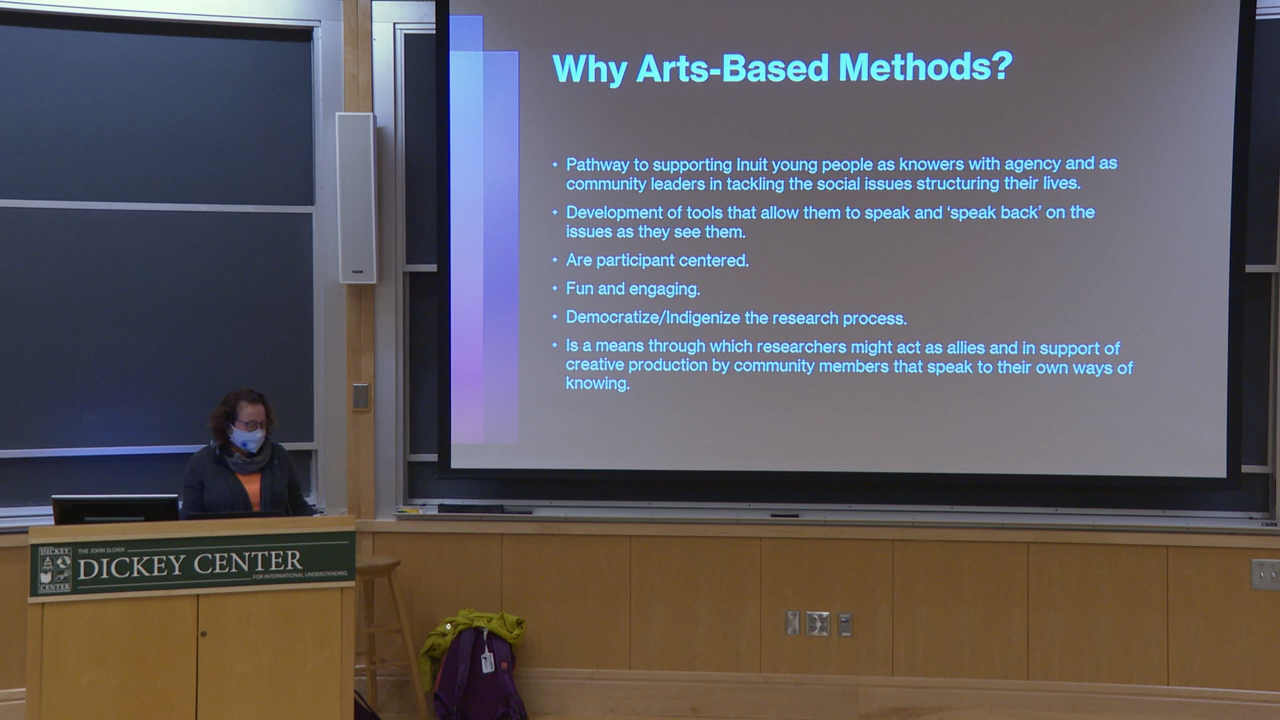 Why Arts-Based Methods?
• Pathway to supporting Inuit young people as knowers with agency and as
community leaders in tackling the social issues structuring their lives.
• Development of tools that allow them to speak and ‘speak back’ on the
issues as they see them.
• Are participant centered.
• Fun and engaging.
• Democratize/Indigenize the research process.
• Is a means through which researchers might act as allies and in support of
creative production by community members that speak to their own ways of
knowing.
DICKEY
CENTER
THE JOHN SLOAN
DICKEY CENTER
FOR INTERNATIONAL UNDERSTANDING